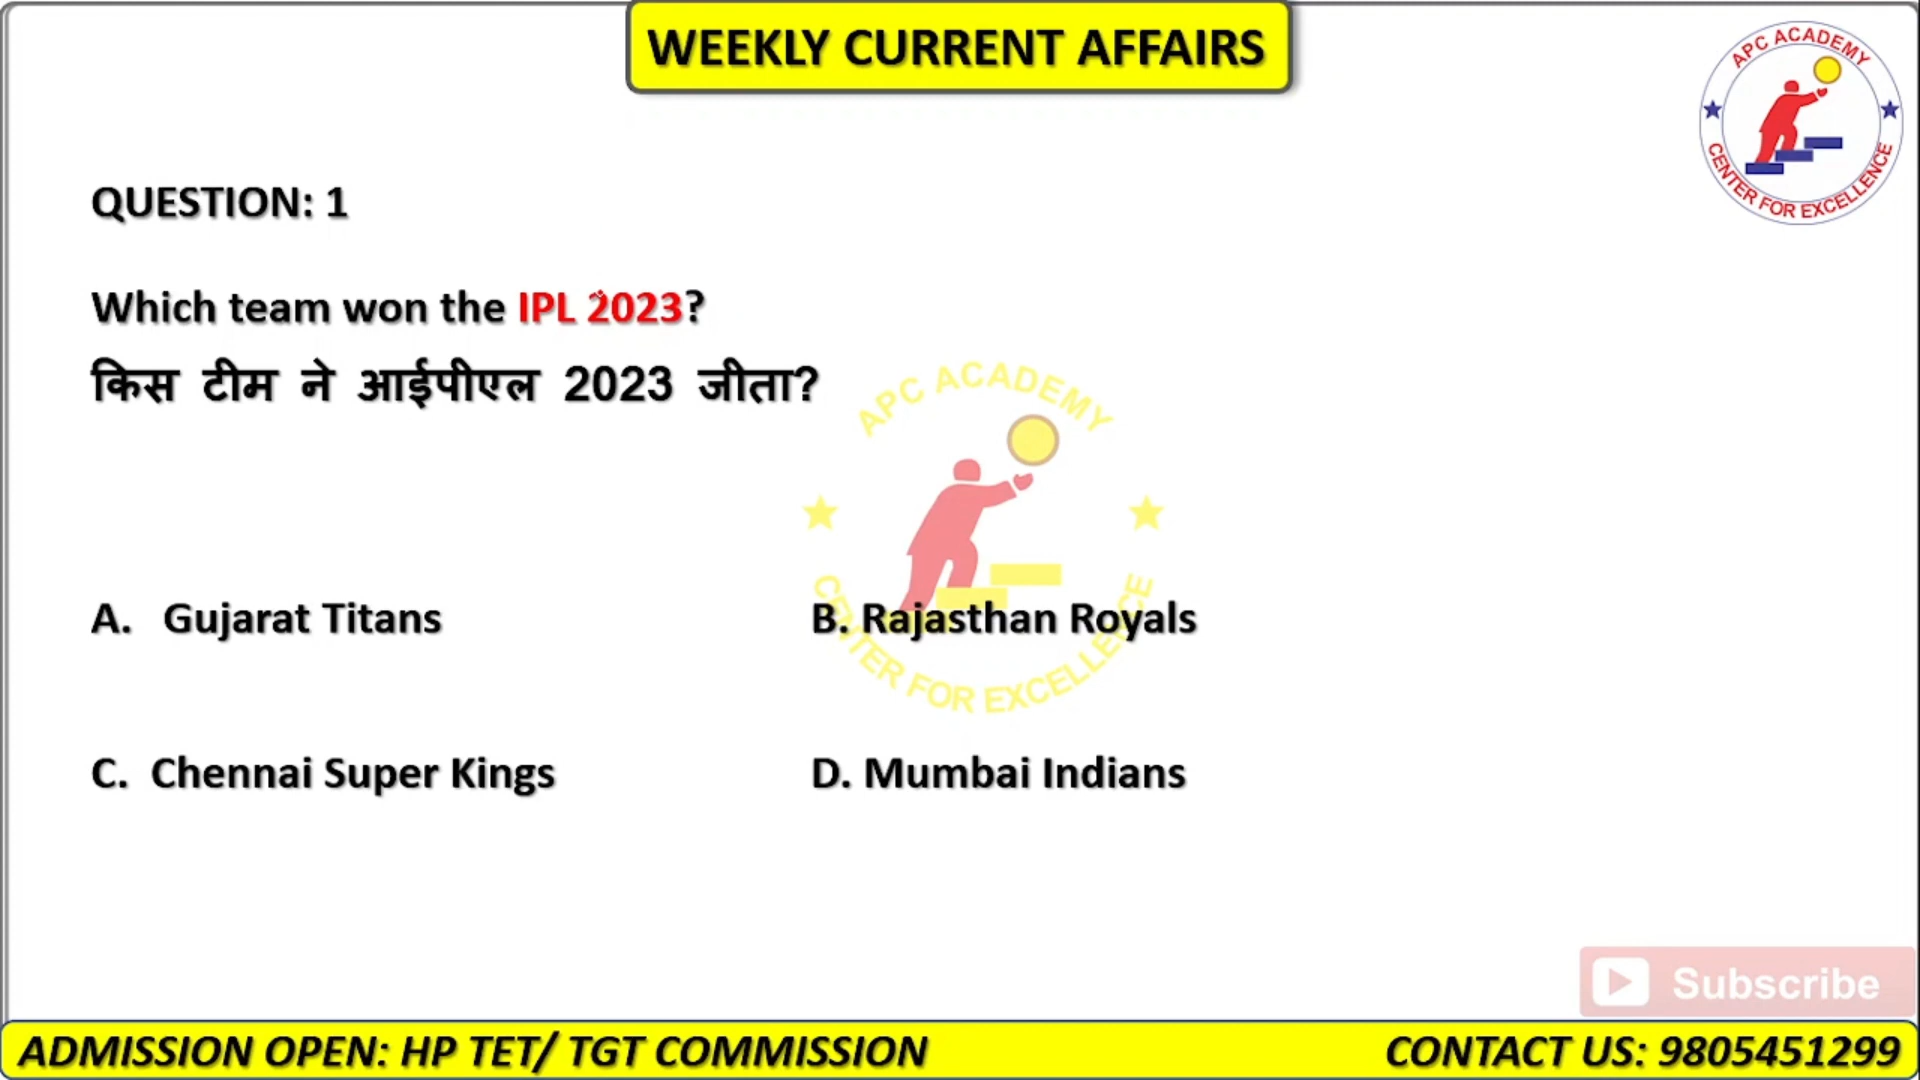 WEEKLY CURRENT AFFAIRS
APC ACADEMY
CENTER FOR EXCELLENCE
QUESTION: 1
Which team won the IPL 2023?
किस टीम ने आईपीएल 2023 जीता?
APC ACADEMY
CENTER FOR EXCELLENCE
A. Gujarat Titans B. Rajasthan Royals
C. Chennai Super Kings D. Mumbai Indians
Subscribe
ADMISSION OPEN: HP TET/ TGT COMMISSION CONTACT US: 9805451299